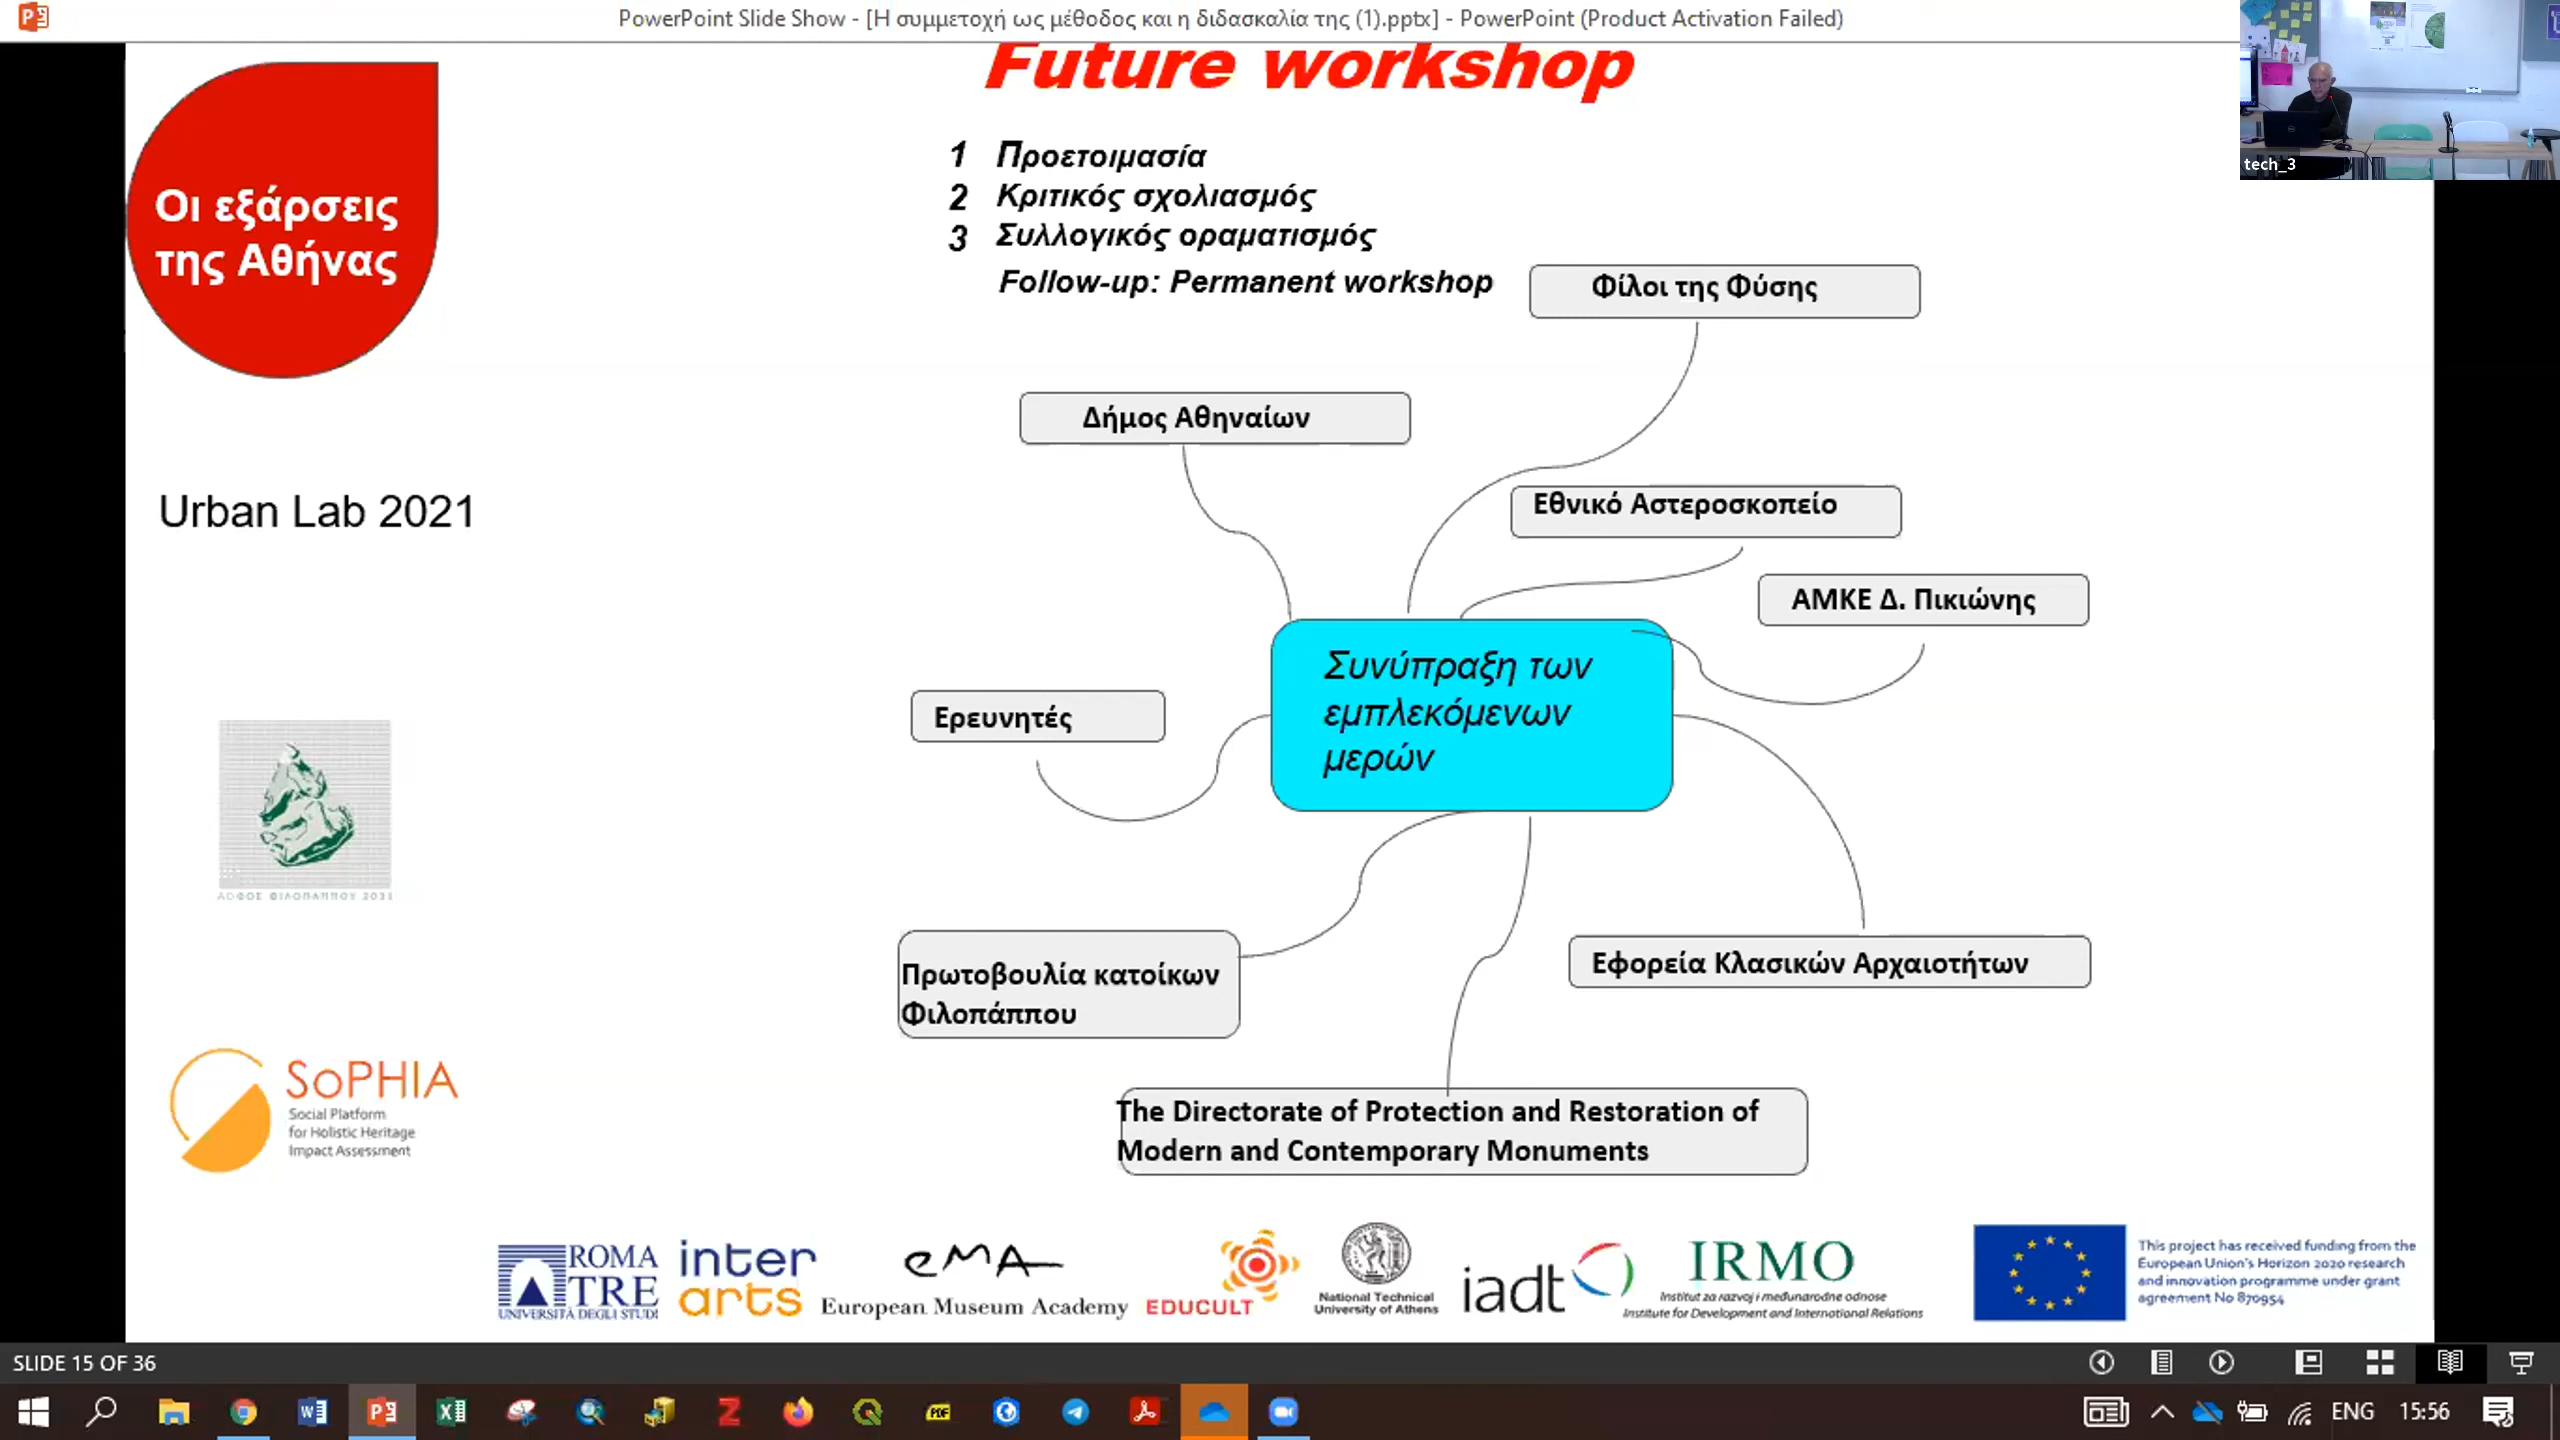 PowerPoint Slide Show - [Η συμμετοχή ως μέθοδος και η διδασκαλία της (1).pptx] - PowerPoint (Product Activation Failed)
tech_3
Future workshop
Οι εξάρσεις
της Αθήνας
1 Προετοιμασία
2 Κριτικός σχολιασμός
3 Συλλογικός οραματισμός
Follow-up: Permanent workshop
Φίλοι της Φύσης
Δήμος Αθηναίων
Urban Lab 2021
Εθνικό Αστεροσκοπείο
ΑΜΚΕ Δ. Πικιώνης
Συνύπραξη των
εμπλεκόμενων
μερών
Ερευνητές
ΛΟΦΟΣ ΦΙΛΟΠΑΠΠΟΥ 2021
Πρωτοβουλία κατοίκων
Φιλοπάππου
Εφορεία Κλασικών Αρχαιοτήτων
SoPHIA
Social Platform
for Holistic Heritage
Impact Assessment
The Directorate of Protection and Restoration of
Modern and Contemporary Monuments
ROMA
TRE
UNIVERSITÀ DEGLI STUDI
inter
arts
eMA
European Museum Academy
EDUCULT
National Technical
University of Athens
iadt
IRMO
Institut za razvoj i međunarodne odnose
Institute for Development and International Relations
This project has received funding from the
European Union's Horizon 2020 research
and innovation programme under grant
agreement No 870954
SLIDE 15 OF 36
ENG
15:56